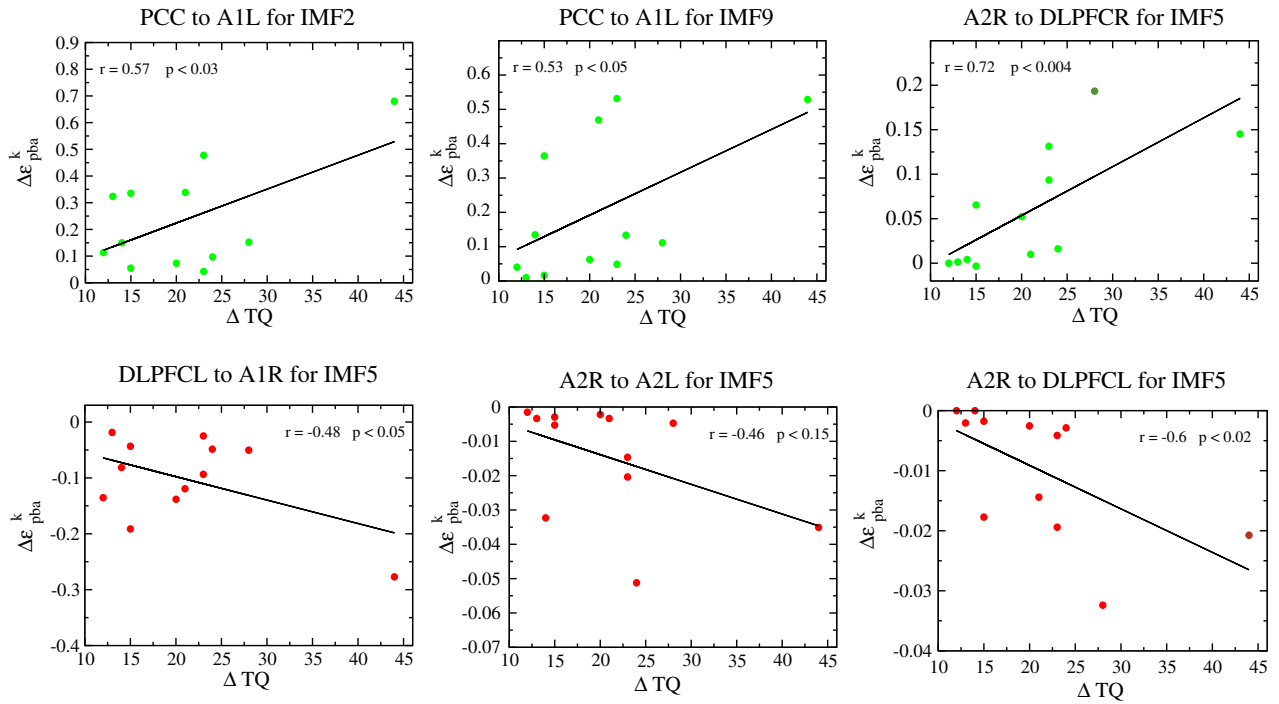 PCC to A1L for IMF2
PCC to A1L for IMF9
A2R to DLPFCR for IMF5
r = 0.57 p < 0.03
r = 0.53 p < 0.05
r = 0.72 p < 0.004
0.9
0.8
0.7
0.6
0.5
0.4
0.3
0.2
0.1
0
0.6
0.5
0.4
0.3
0.2
0.1
0
0.2
0.15
0.1
0.05
0
Δε k pba
Δε k pba
Δε k pba
10 15 20 25 30 35 40 45
10 15 20 25 30 35 40 45
10 15 20 25 30 35 40 45
Δ TQ
Δ TQ
Δ TQ
DLPFCL to A1R for IMF5
A2R to A2L for IMF5
A2R to DLPFCL for IMF5
r = -0.48 p < 0.05
r = -0.46 p < 0.15
r = -0.6 p < 0.02
0
-0.1
-0.2
-0.3
-0.4
0
-0.01
-0.02
-0.03
-0.04
-0.05
-0.06
-0.07
0
-0.01
-0.02
-0.03
-0.04
Δε k pba
Δε k pba
Δε k pba
10 15 20 25 30 35 40 45
10 15 20 25 30 35 40 45
10 15 20 25 30 35 40 45
Δ TQ
Δ TQ
Δ TQ